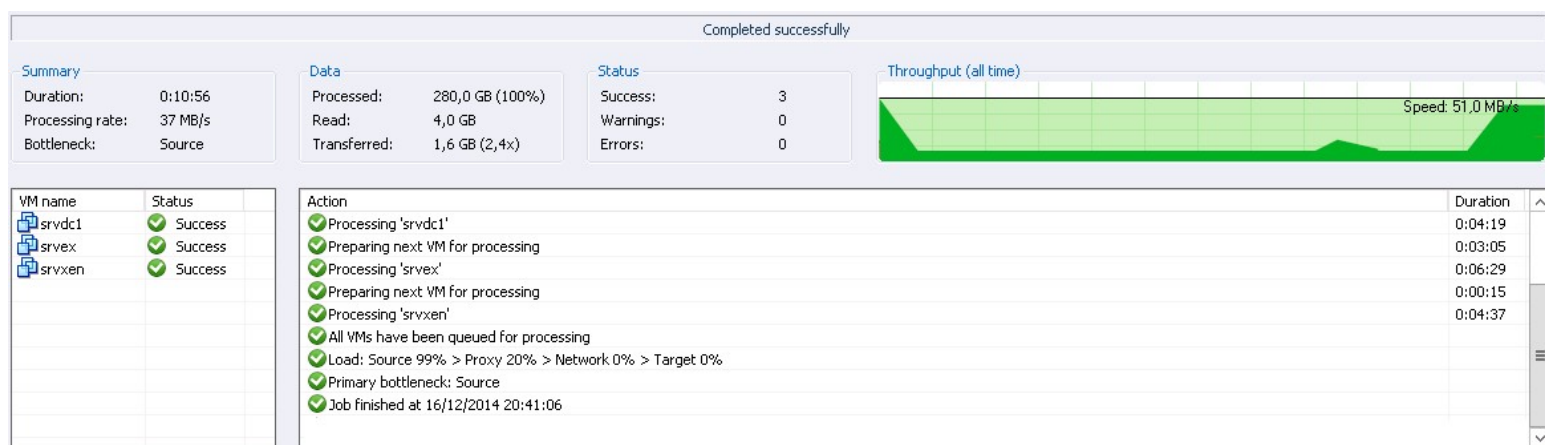 Completed successfully
Summary
Duration: 0:10:56
Processing rate: 37 MB/s
Bottleneck: Source
Data
Processed: 280,0 GB (100%)
Read: 4,0 GB
Transferred: 1,6 GB (2,4x)
Status
Success: 3
Warnings: 0
Errors: 0
Throughput (all time)
Speed: 51,0 MB/s
VM name Status
srvdc1 Success
srvex Success
srvxen Success
Action Duration
Processing 'srvdc1' 0:04:19
Preparing next VM for processing 0:03:05
Processing 'srvex' 0:06:29
Preparing next VM for processing 0:00:15
Processing 'srvxen' 0:04:37
All VMs have been queued for processing
Load: Source 99% > Proxy 20% > Network 0% > Target 0%
Primary bottleneck: Source
Job finished at 16/12/2014 20:41:06